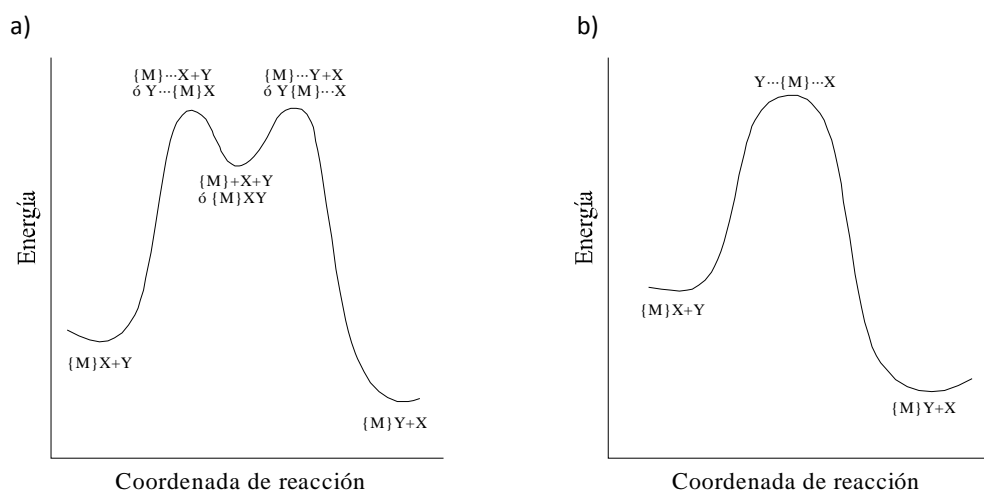 a)
{M}···X+Y
ó Y···{M}X
{M}···Y+X
ó Y{M}···X
{M}+X+Y
ó {M}XY
{M}X+Y
{M}Y+X
Energía
Coordenada de reacción
b)
Y···{M}···X
{M}X+Y
{M}Y+X
Energía
Coordenada de reacción